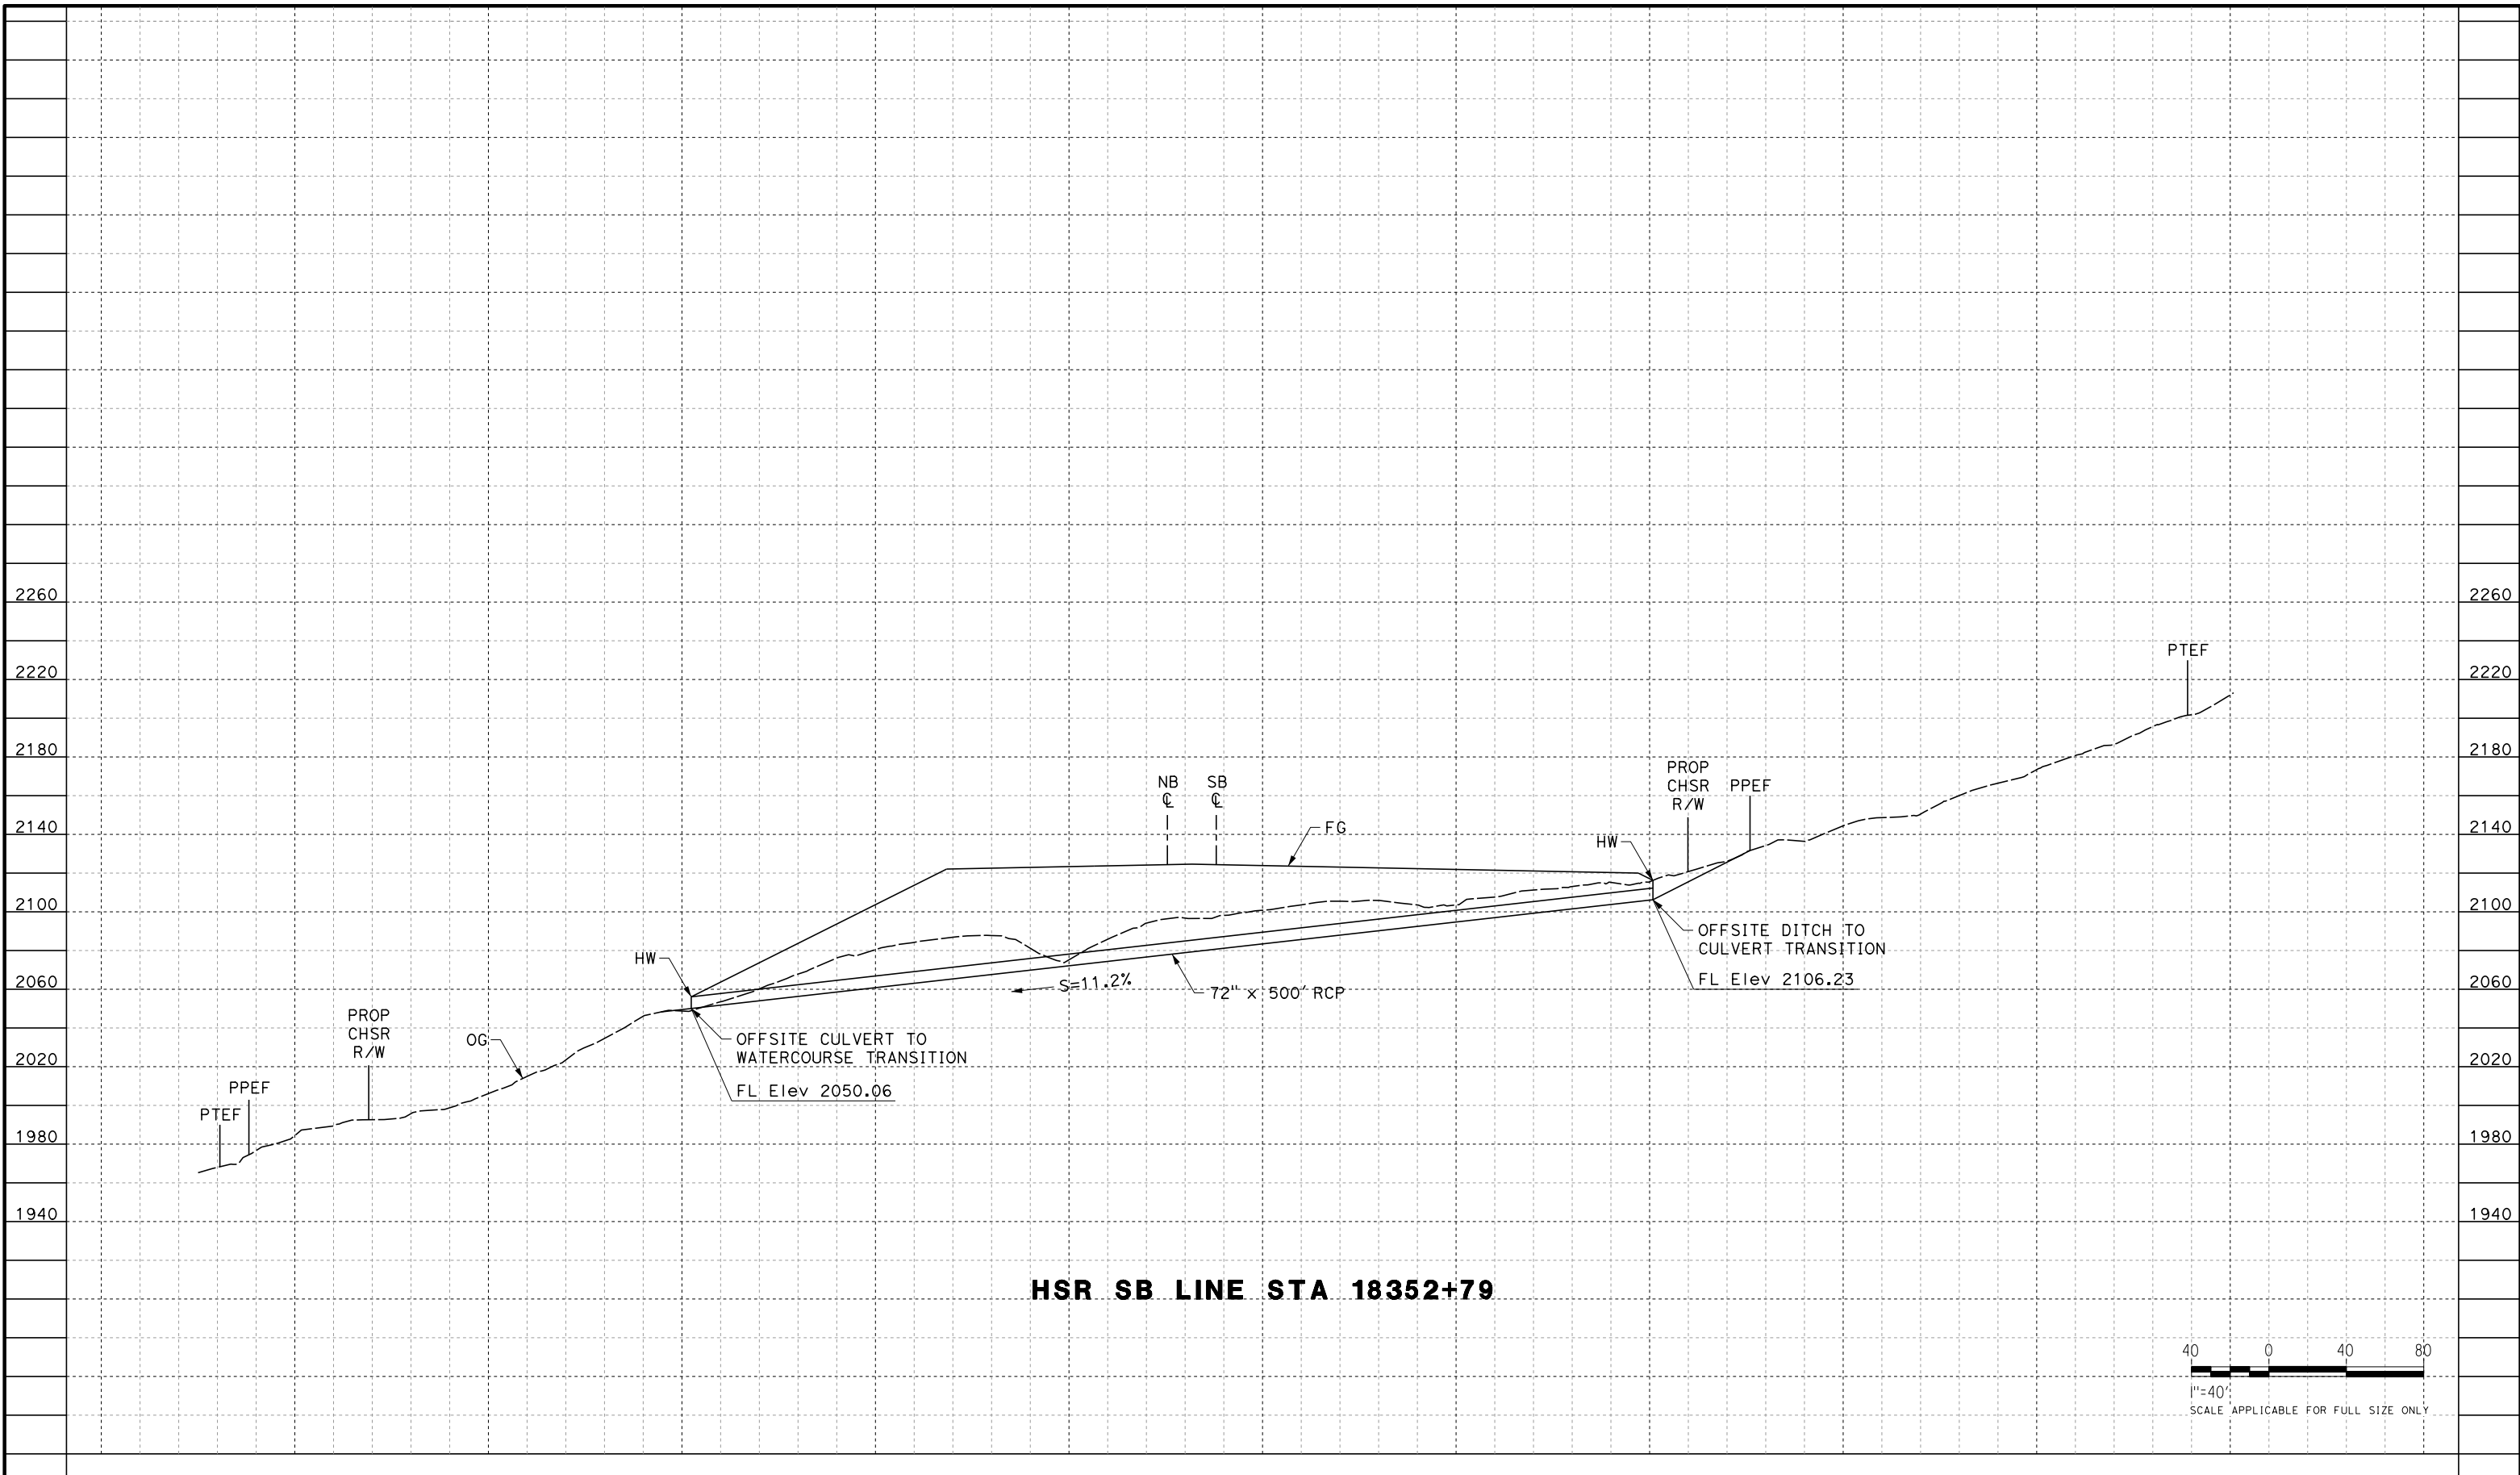 2260
2260
PTEF
2220
2220
2180
2180
NB
℄
SB
℄
PROP
CHSR
R/W
PPEF
2140
FG
HW
2140
2100
2100
OFFSITE DITCH TO
CULVERT TRANSITION
FL Elev 2106.23
HW
2060
S=11.2%
72" x 500' RCP
2060
PROP
CHSR
R/W
OG
OFFSITE CULVERT TO
WATERCOURSE TRANSITION
FL Elev 2050.06
2020
2020
PPEF
PTEF
1980
1980
1940
1940
HSR SB LINE STA 18352+79
40 0 40 80
1"=40'
SCALE APPLICABLE FOR FULL SIZE ONLY